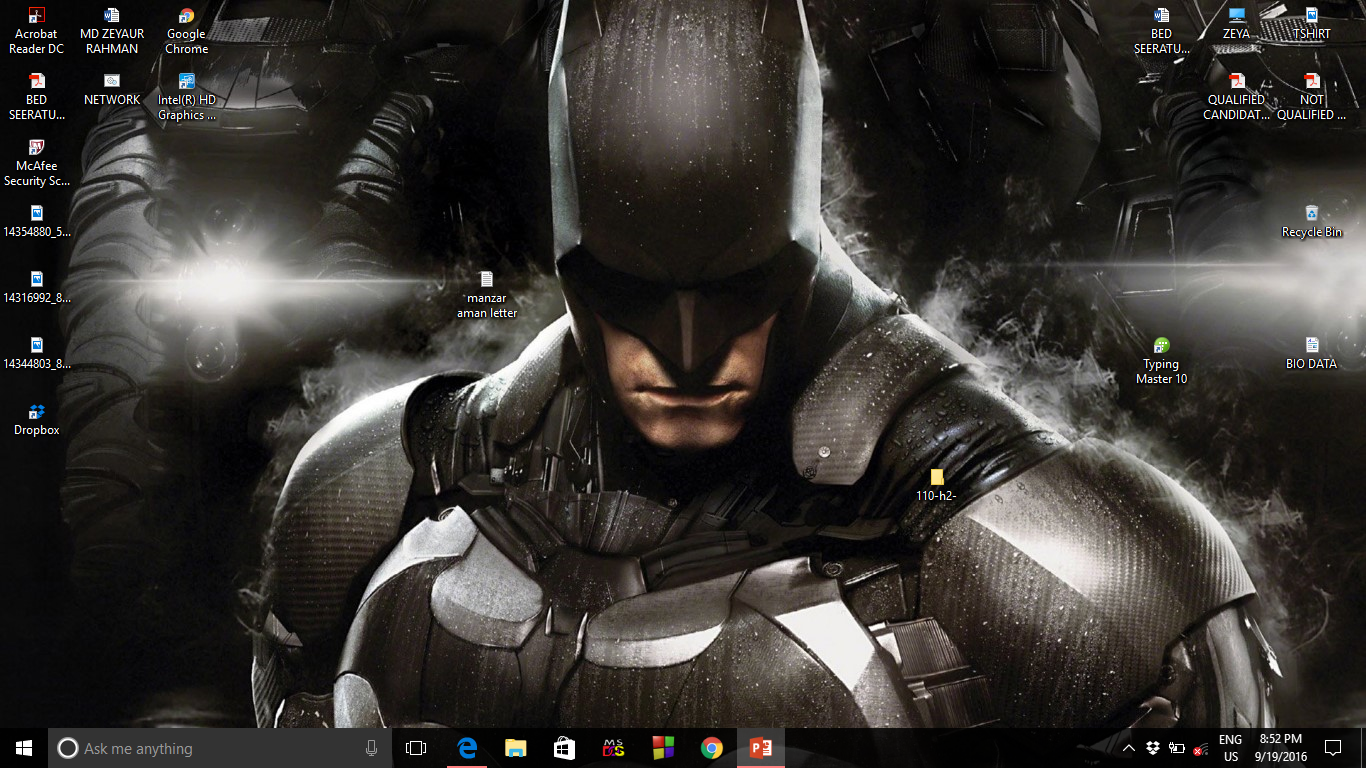 Acrobat
Reader DC
MD ZEYAUR
RAHMAN
Google
Chrome
BED
SEERATU...
ZEYA
TSHIRT
BED
SEERATU...
NETWORK
Intel(R) HD
Graphics ...
QUALIFIED
CANDIDAT...
NOT
QUALIFIED ...
McAfee
Security Sc...
14354880_5...
Recycle Bin
14316992_8...
manzar
aman letter
14344803_8...
Typing
Master 10
BIO DATA
Dropbox
110-h2-
Ask me anything
MS
ENG
US
8:52 PM
9/19/2016